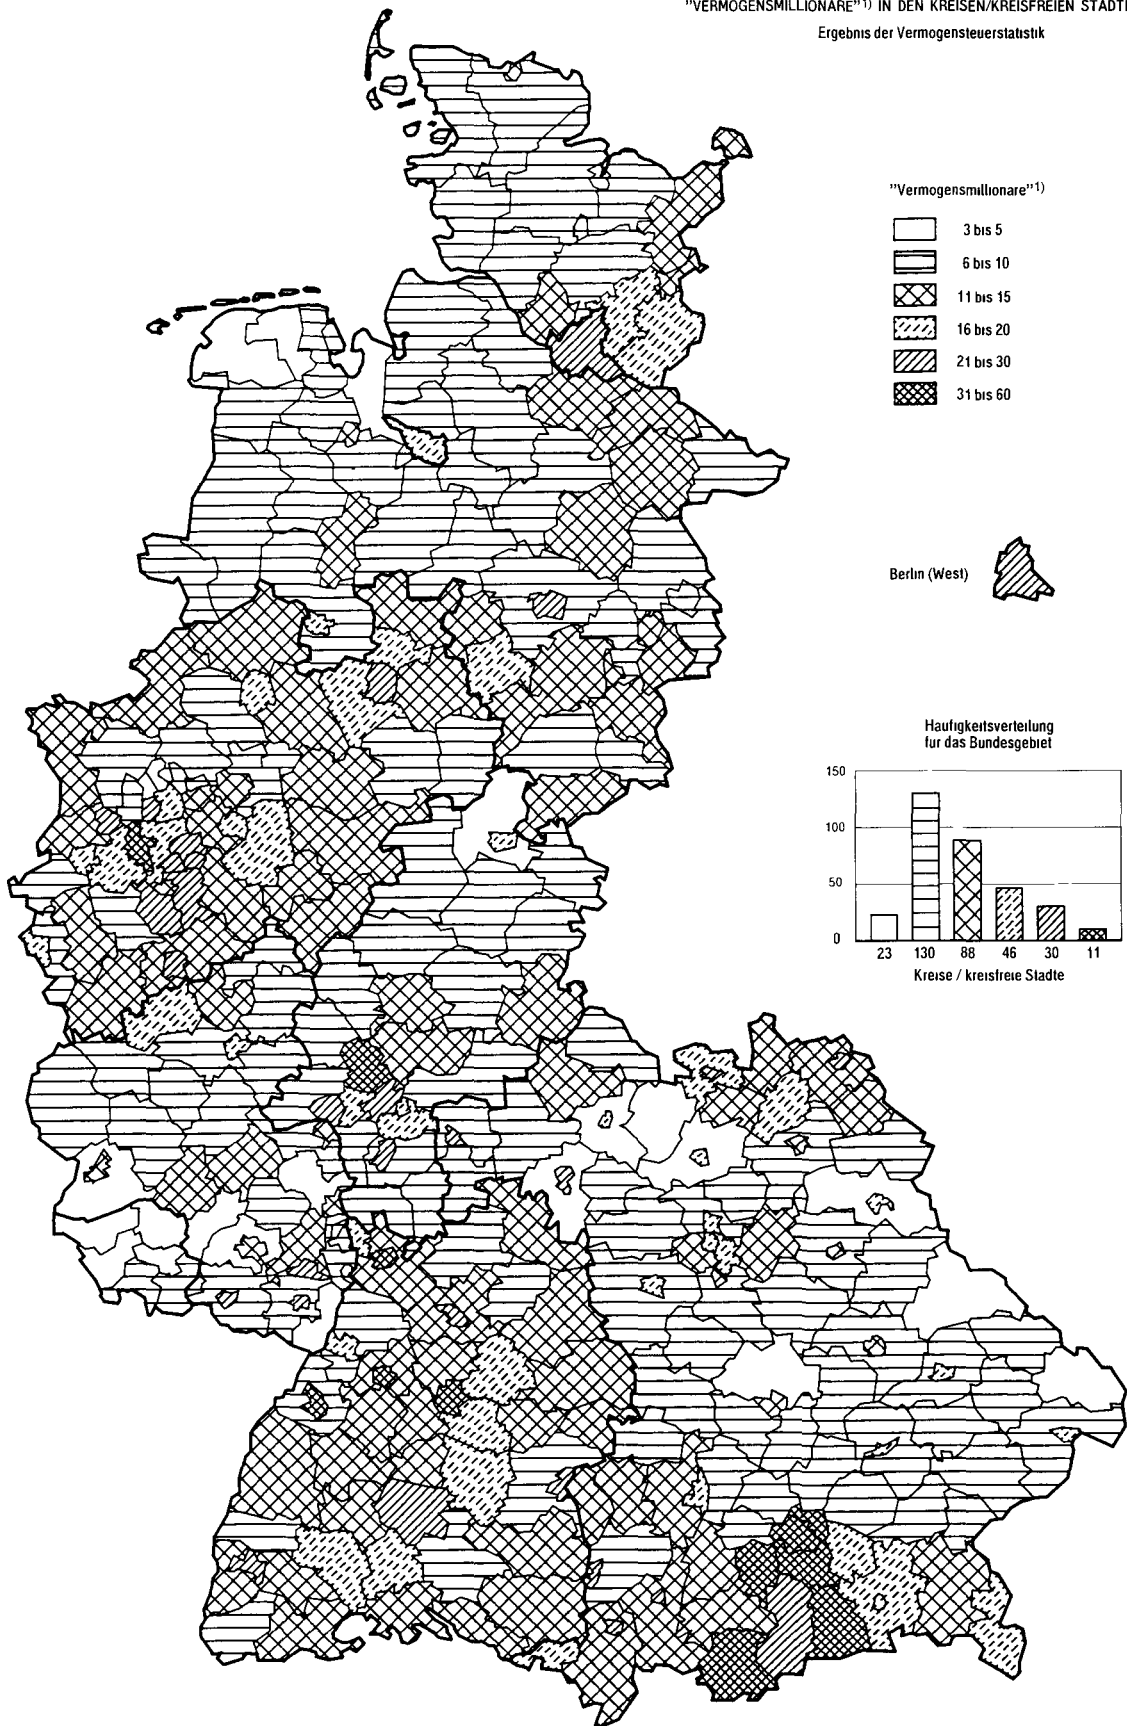 "VERMOGENSMILLIONARE"1) IN DEN KREISEN/KREISFREIEN STADT
Ergebnis der Vermogensteuerstatistik
"Vermogensmillionare"1)
3 bis 5
6 bis 10
11 bis 15
16 bis 20
21 bis 30
31 bis 60
Berlin (West)
Haufigkeitsverteilung
fur das Bundesgebiet
150
100
50
0
23 130 88 46 30 11
Kreise / kreisfreie Stadte